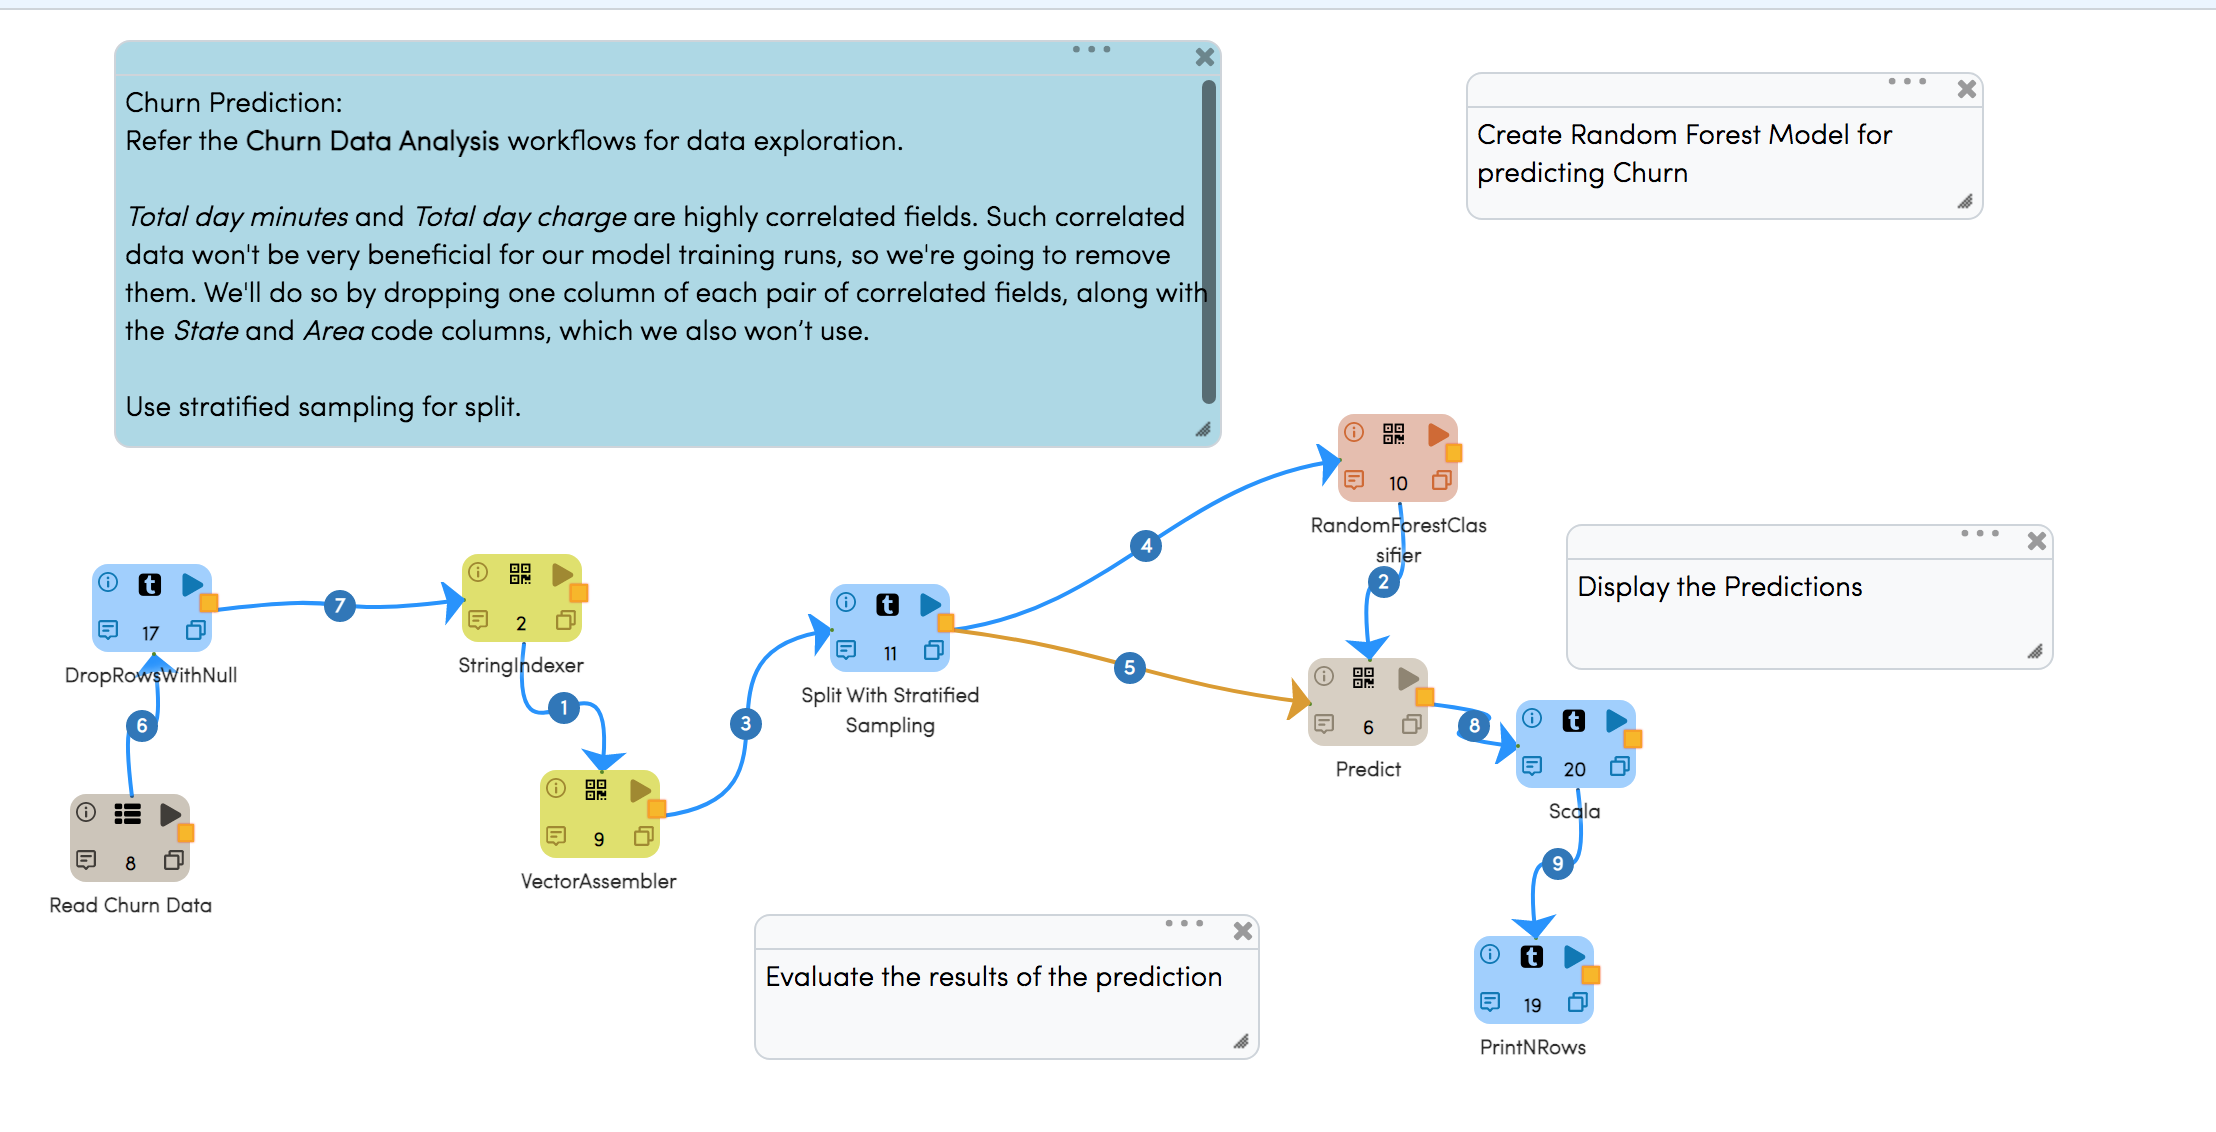 Churn Prediction:
Refer the Churn Data Analysis workflows for data exploration.
Total day minutes and Total day charge are highly correlated fields. Such correlated
data won't be very beneficial for our model training runs, so we're going to remove
them. We'll do so by dropping one column of each pair of correlated fields, along with
the State and Area code columns, which we also won’t use.
Use stratified sampling for split.
Create Random Forest Model for
predicting Churn
10
RandomForestClas
sifier
4
2
Display the Predictions
17
DropRowsWithNull
7
2
StringIndexer
1
6
8
Read Churn Data
9
VectorAssembler
3
11
Split With Stratified
Sampling
5
6
Predict
8
20
Scala
9
19
PrintNRows
Evaluate the results of the prediction